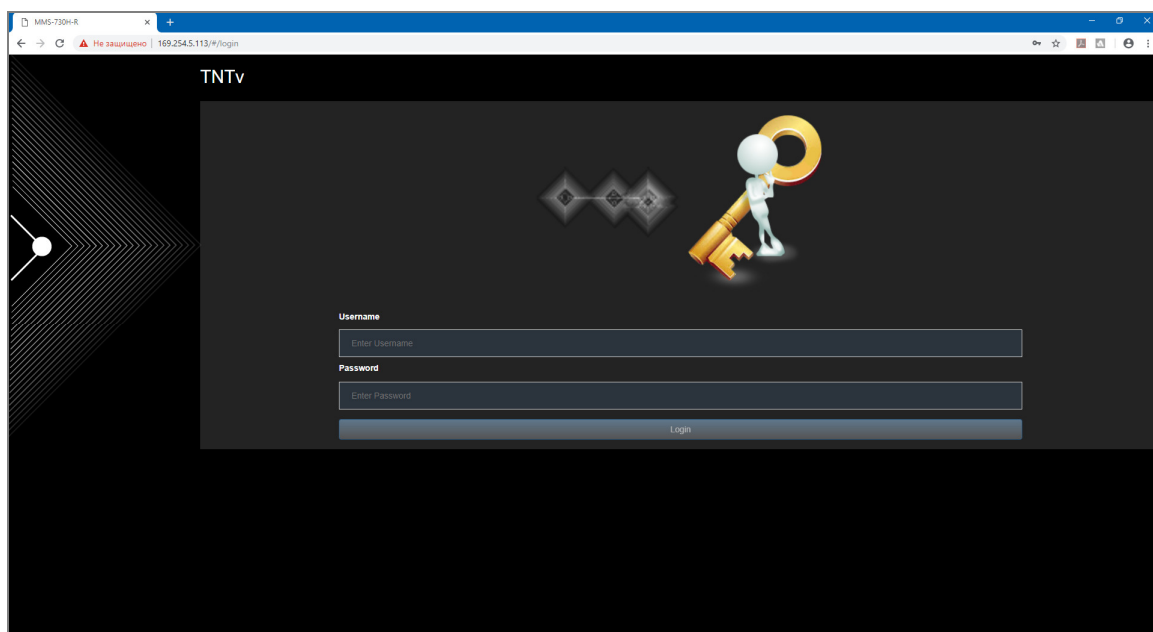 MMS-730H-R
Не защищено
169.254.5.113/#/login
TNTv
Username
Enter Username
Password
Enter Password
Login